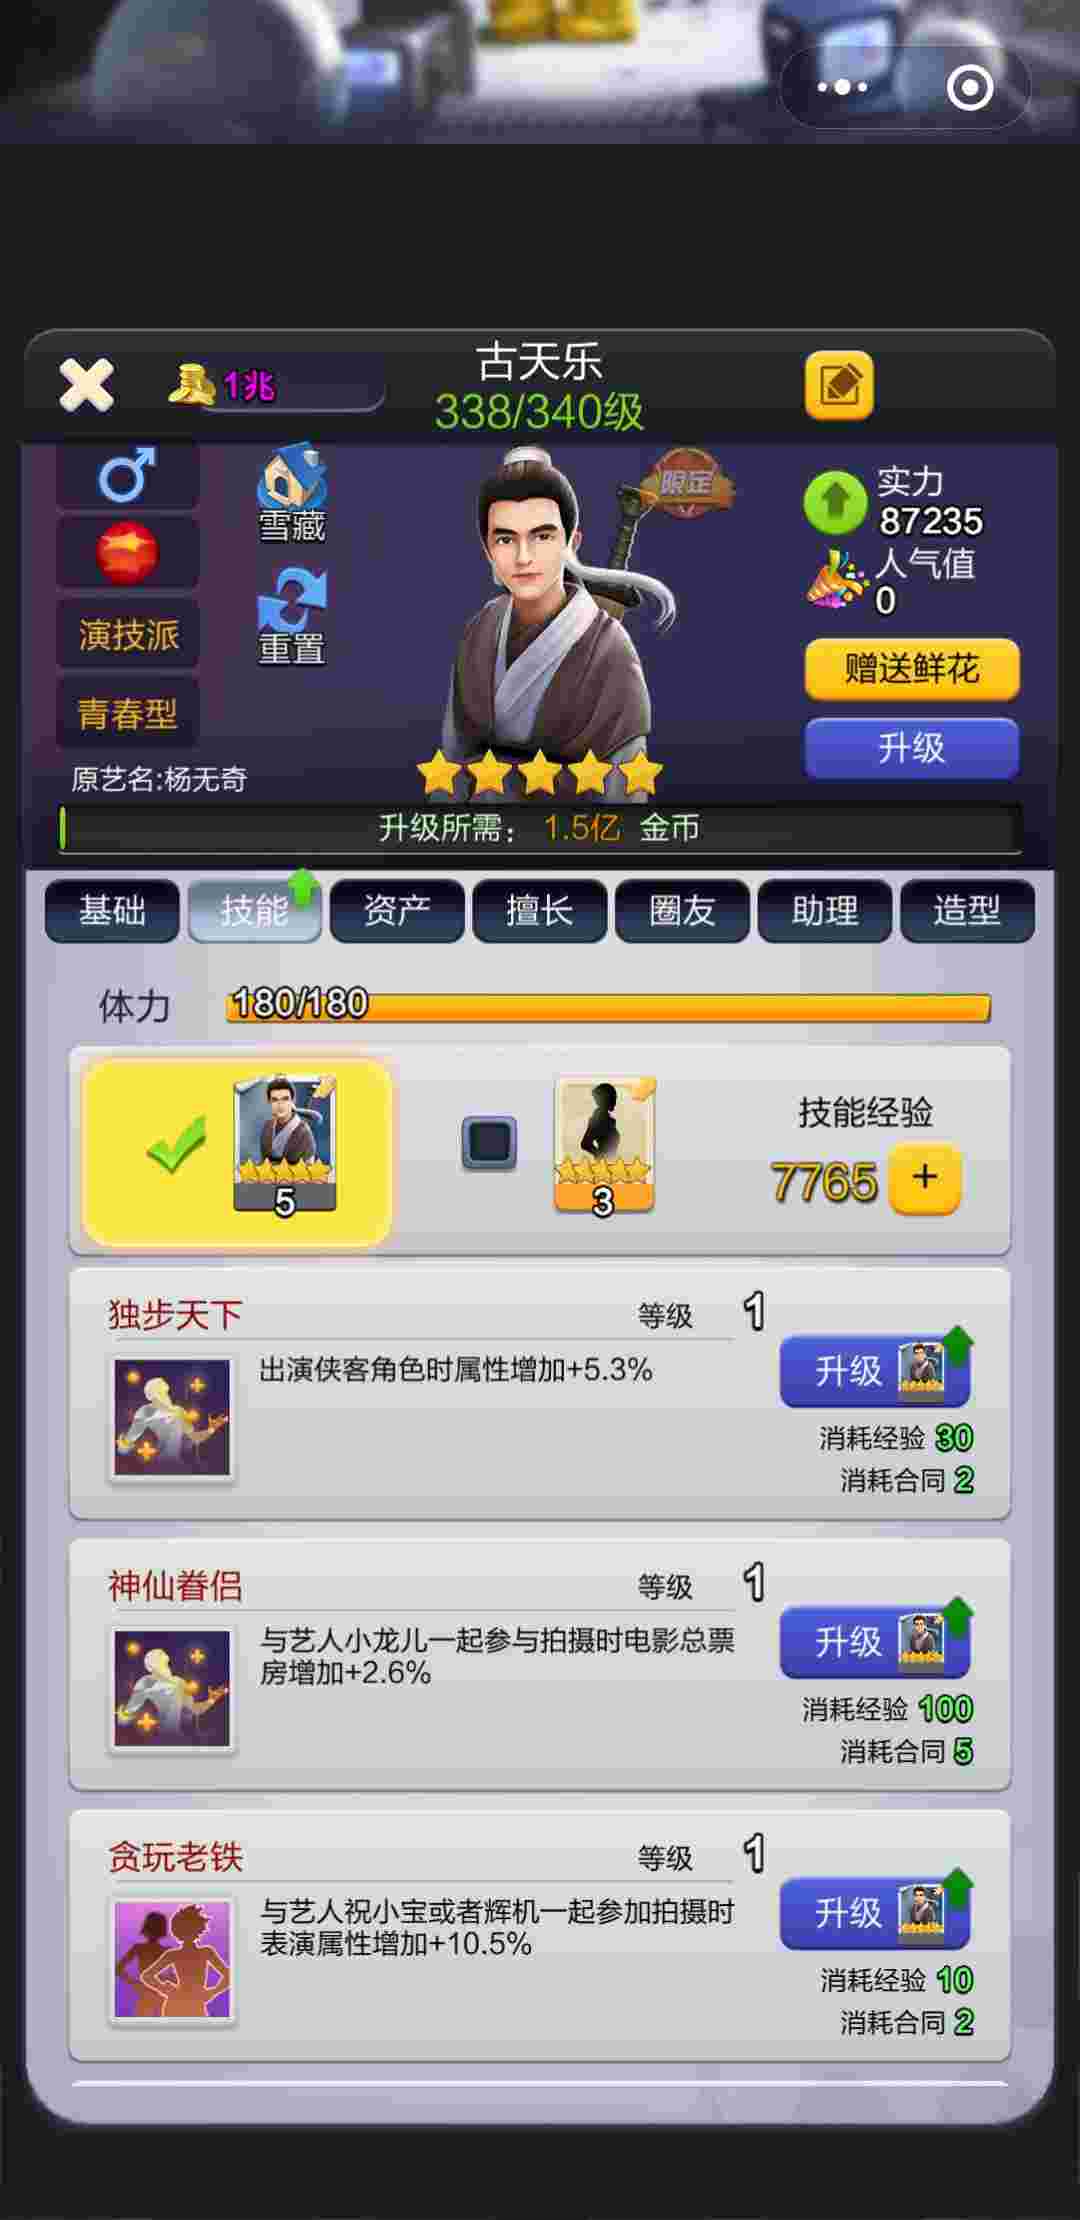 古天乐
1兆
338/340级
限定
实力
87235
雪藏
人气值
0
演技派
重置
赠送鲜花
青春型
升级
原艺名:杨无奇
升级所需： 1.5亿 金币
基础 技能 资产 擅长 圈友 助理 造型
体力 180/180
技能经验
5 3 7765 +
独步天下 等级 1
出演侠客角色时属性增加+5.3%
升级
消耗经验 30
消耗合同 2
神仙眷侣 等级 1
与艺人小龙儿一起参与拍摄时电影总票
房增加+2.6%
升级
消耗经验 100
消耗合同 5
贪玩老铁 等级 1
与艺人祝小宝或者辉机一起参加拍摄时
表演属性增加+10.5%
升级
消耗经验 10
消耗合同 2